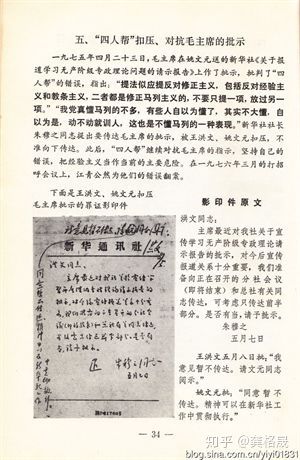 五、“四人帮”扣压、对抗毛主席的批示
一九七五年四月二十三日，毛主席在姚文元送的新华社《关于报
道学习无产阶级专政理论问题的请示报告》上作了批示，批判了“四
人帮”的错误，指出：“提法似应提反对修正主义，包括反对经验主
义和教条主义，二者都是修正马列主义的，不要只提一项，放过另一
项。”“我党真懂马列的不多，有些人自以为懂了，其实不大懂，自
以为是，动不动就训人，这也是不懂马列的一种表现。”新华社社长
朱穆之同志提出要传达毛主席的批示，被王洪文、姚文元扣压，不
准向下传达。此后，“四人帮”继续对抗毛主席的指示，坚持自己的
错误，把经验主义当作当前的主要危险。在一九七六年三月的打招
呼会议上，江青公然为他们的错误翻案。
下面是王洪文、姚文元扣压
毛主席批示的罪证影印件
新华通讯社
影印件原文
洪文同志：
主席最近对我社关于宣
传学习无产阶级专政理论请
示报告的批示，对今后宣传
报道关系十分重要，我们准
备向正在召开的分社会议
（即将结束）和总社有关同
志传达，可考虑只传达前半
部分。是否有当，请予批示。
朱穆之
五月七日
王洪文五月八日批：“我
意见暂不传达。请文元同志
阅示。”
姚文元批：“同意暂不
传达。精神可以在新华社工
作中贯彻执行。”
— 34 —
知乎 @龚格晟
blog.sina.com.cn/yiyi01831